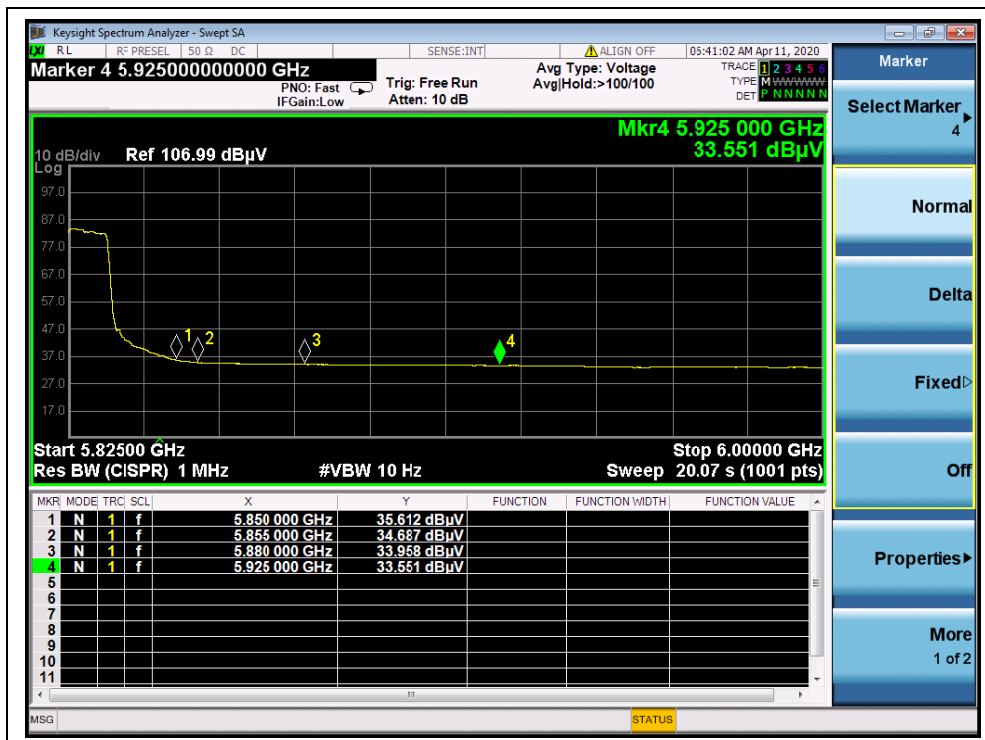 Keysight Spectrum Analyzer - Swept SA
LXI RL RF PRESEL 50 Ω DC SENSE:INT ALIGN OFF 05:41:02 AM Apr 11, 2020
Marker 4 5.925000000000 GHz
PNO: Fast
IFGain:Low
Trig: Free Run
Atten: 10 dB
Avg Type: Voltage
Avg|Hold:>100/100
TRACE 1 2 3 4 5 6
TYPE M W W W W W
DET P N N N N N
Mkr4 5.925 000 GHz
33.551 dBµV
10 dB/div Ref 106.99 dBµV
Log
97.0
87.0
77.0
67.0
57.0
47.0
37.0
27.0
17.0
1 2 3 4
Start 5.82500 GHz Stop 6.00000 GHz
Res BW (CISPR) 1 MHz #VBW 10 Hz Sweep 20.07 s (1001 pts)
MKR MODE TRC SCL X Y FUNCTION FUNCTION WIDTH FUNCTION VALUE
1 N 1 f 5.850 000 GHz 35.612 dBµV
2 N 1 f 5.855 000 GHz 34.687 dBµV
3 N 1 f 5.880 000 GHz 33.958 dBµV
4 N 1 f 5.925 000 GHz 33.551 dBµV
5
6
7
8
9
10
11
MSG STATUS
Marker
Select Marker
4
Normal
Delta
Fixed
Off
Properties
More
1 of 2